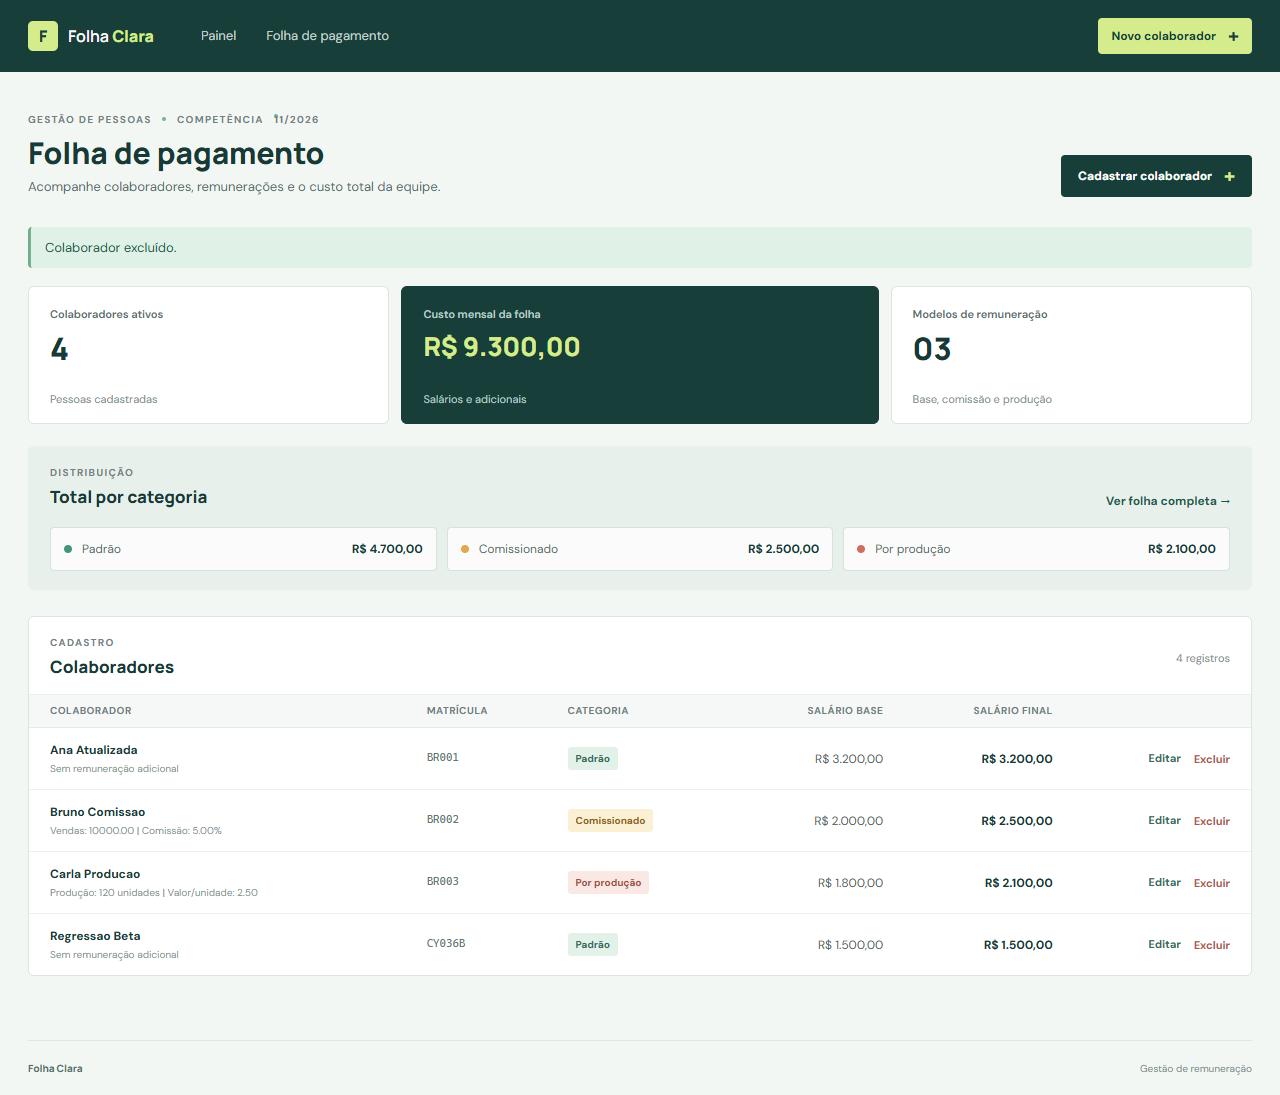 F Folha Clara Painel Folha de pagamento Novo colaborador +
GESTÃO DE PESSOAS • COMPETÊNCIA
Folha de pagamento
Acompanhe colaboradores, remunerações e o custo total da equipe.
Cadastrar colaborador +
Colaborador excluído.
Colaboradores ativos
4
Pessoas cadastradas
Custo mensal da folha
R$ 9.300,00
Salários e adicionais
Modelos de remuneração
03
Base, comissão e produção
DISTRIBUIÇÃO
Total por categoria
Ver folha completa →
Padrão R$ 4.700,00
Comissionado R$ 2.500,00
Por produção R$ 2.100,00
CADASTRO
Colaboradores
4 registros
COLABORADOR MATRÍCULA CATEGORIA SALÁRIO BASE SALÁRIO FINAL
Ana Atualizada BR001 Padrão R$ 3.200,00 R$ 3.200,00 Editar Excluir
Sem remuneração adicional
Bruno Comissao BR002 Comissionado R$ 2.000,00 R$ 2.500,00 Editar Excluir
Vendas: 10000.00 | Comissão: 5.00%
Carla Producao BR003 Por produção R$ 1.800,00 R$ 2.100,00 Editar Excluir
Produção: 120 unidades | Valor/unidade: 2.50
Regressao Beta CY036B Padrão R$ 1.500,00 R$ 1.500,00 Editar Excluir
Sem remuneração adicional
Folha Clara
Gestão de remuneração